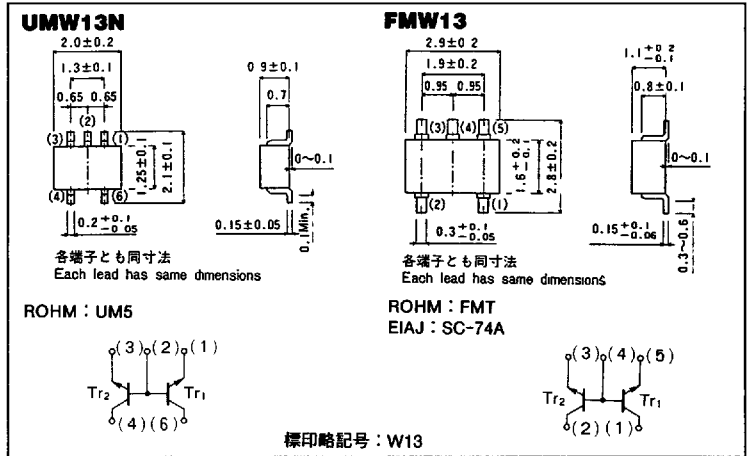 UMW13N
2.0±0.2
1.3±0.1
0.65 0.65
(2)
(3) (1)
(4) (6)
1.25±0.1
2.1±0.1
0.2 +0.1 -0.05
0.9±0.1
0.7
0~0.1
0.15±0.05
0.1Min.
各端子とも同寸法
Each lead has same dimensions
ROHM : UM5
(3) (2) (1)
Tr2 Tr1
(4) (6)
FMW13
2.9±0.2
1.9±0.2
0.95 0.95
(3) (4) (5)
(2) (1)
1.6 +0.2 -0.1
2.8±0.2
0.3 +0.1 -0.05
1.1 +0.2 -0.1
0.8±0.1
0~0.1
0.15 +0.1 -0.06
0.3~0.6
各端子とも同寸法
Each lead has same dimensions
ROHM : FMT
EIAJ : SC-74A
(3) (4) (5)
Tr2 Tr1
(2) (1)
標印略記号 : W13